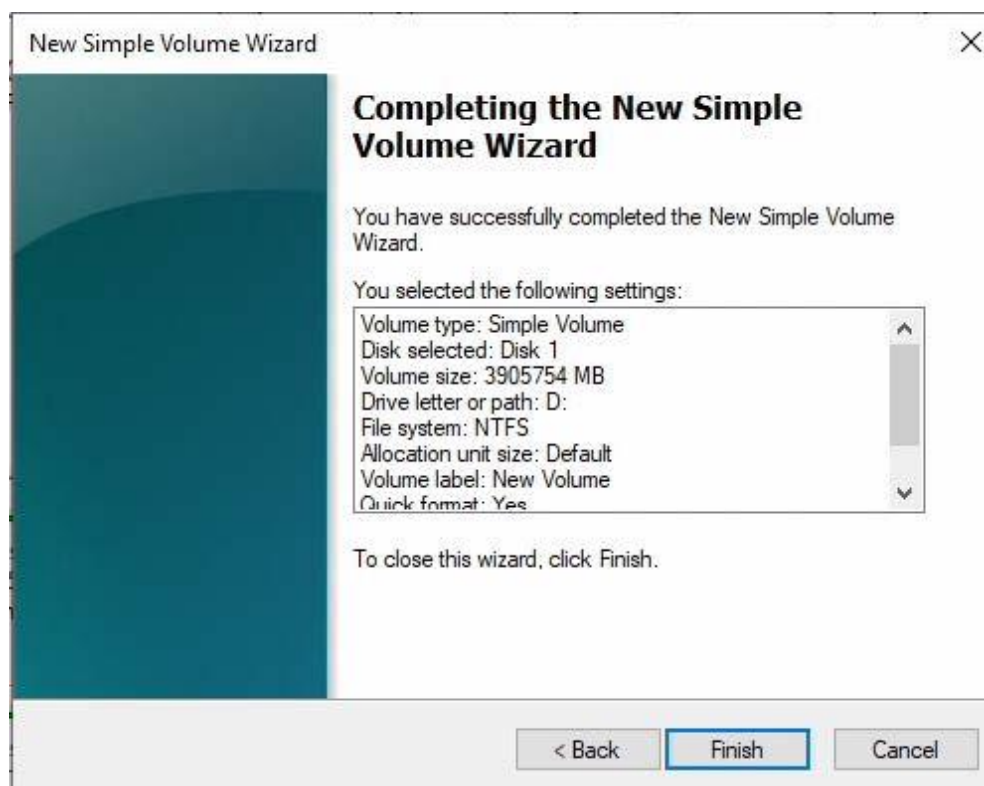 New Simple Volume Wizard
Completing the New Simple
Volume Wizard
You have successfully completed the New Simple Volume
Wizard.
You selected the following settings:
Volume type: Simple Volume
Disk selected: Disk 1
Volume size: 3905754 MB
Drive letter or path: D:
File system: NTFS
Allocation unit size: Default
Volume label: New Volume
Quick format: Yes
To close this wizard, click Finish.
< Back
Finish
Cancel